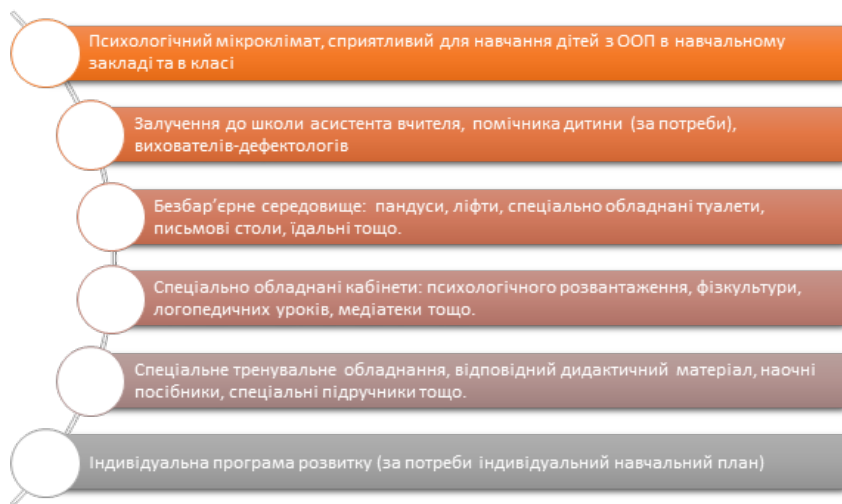 Психологічний мікроклімат, сприятливий для навчання дітей з ООП в навчальному
закладі та в класі
Залучення до школи асистента вчителя, помічника дитини (за потреби),
вихователів-дефектологів
Безбар’єрне середовище: пандуси, ліфти, спеціально обладнані туалети,
письмові столи, їдальні тощо.
Спеціально обладнані кабінети: психологічного розвантаження, фізкультури,
логопедичних уроків, медіатеки тощо.
Спеціальне тренувальне обладнання, відповідний дидактичний матеріал, наочні
посібники, спеціальні підручники тощо.
Індивідуальна програма розвитку (за потреби індивідуальний навчальний план)